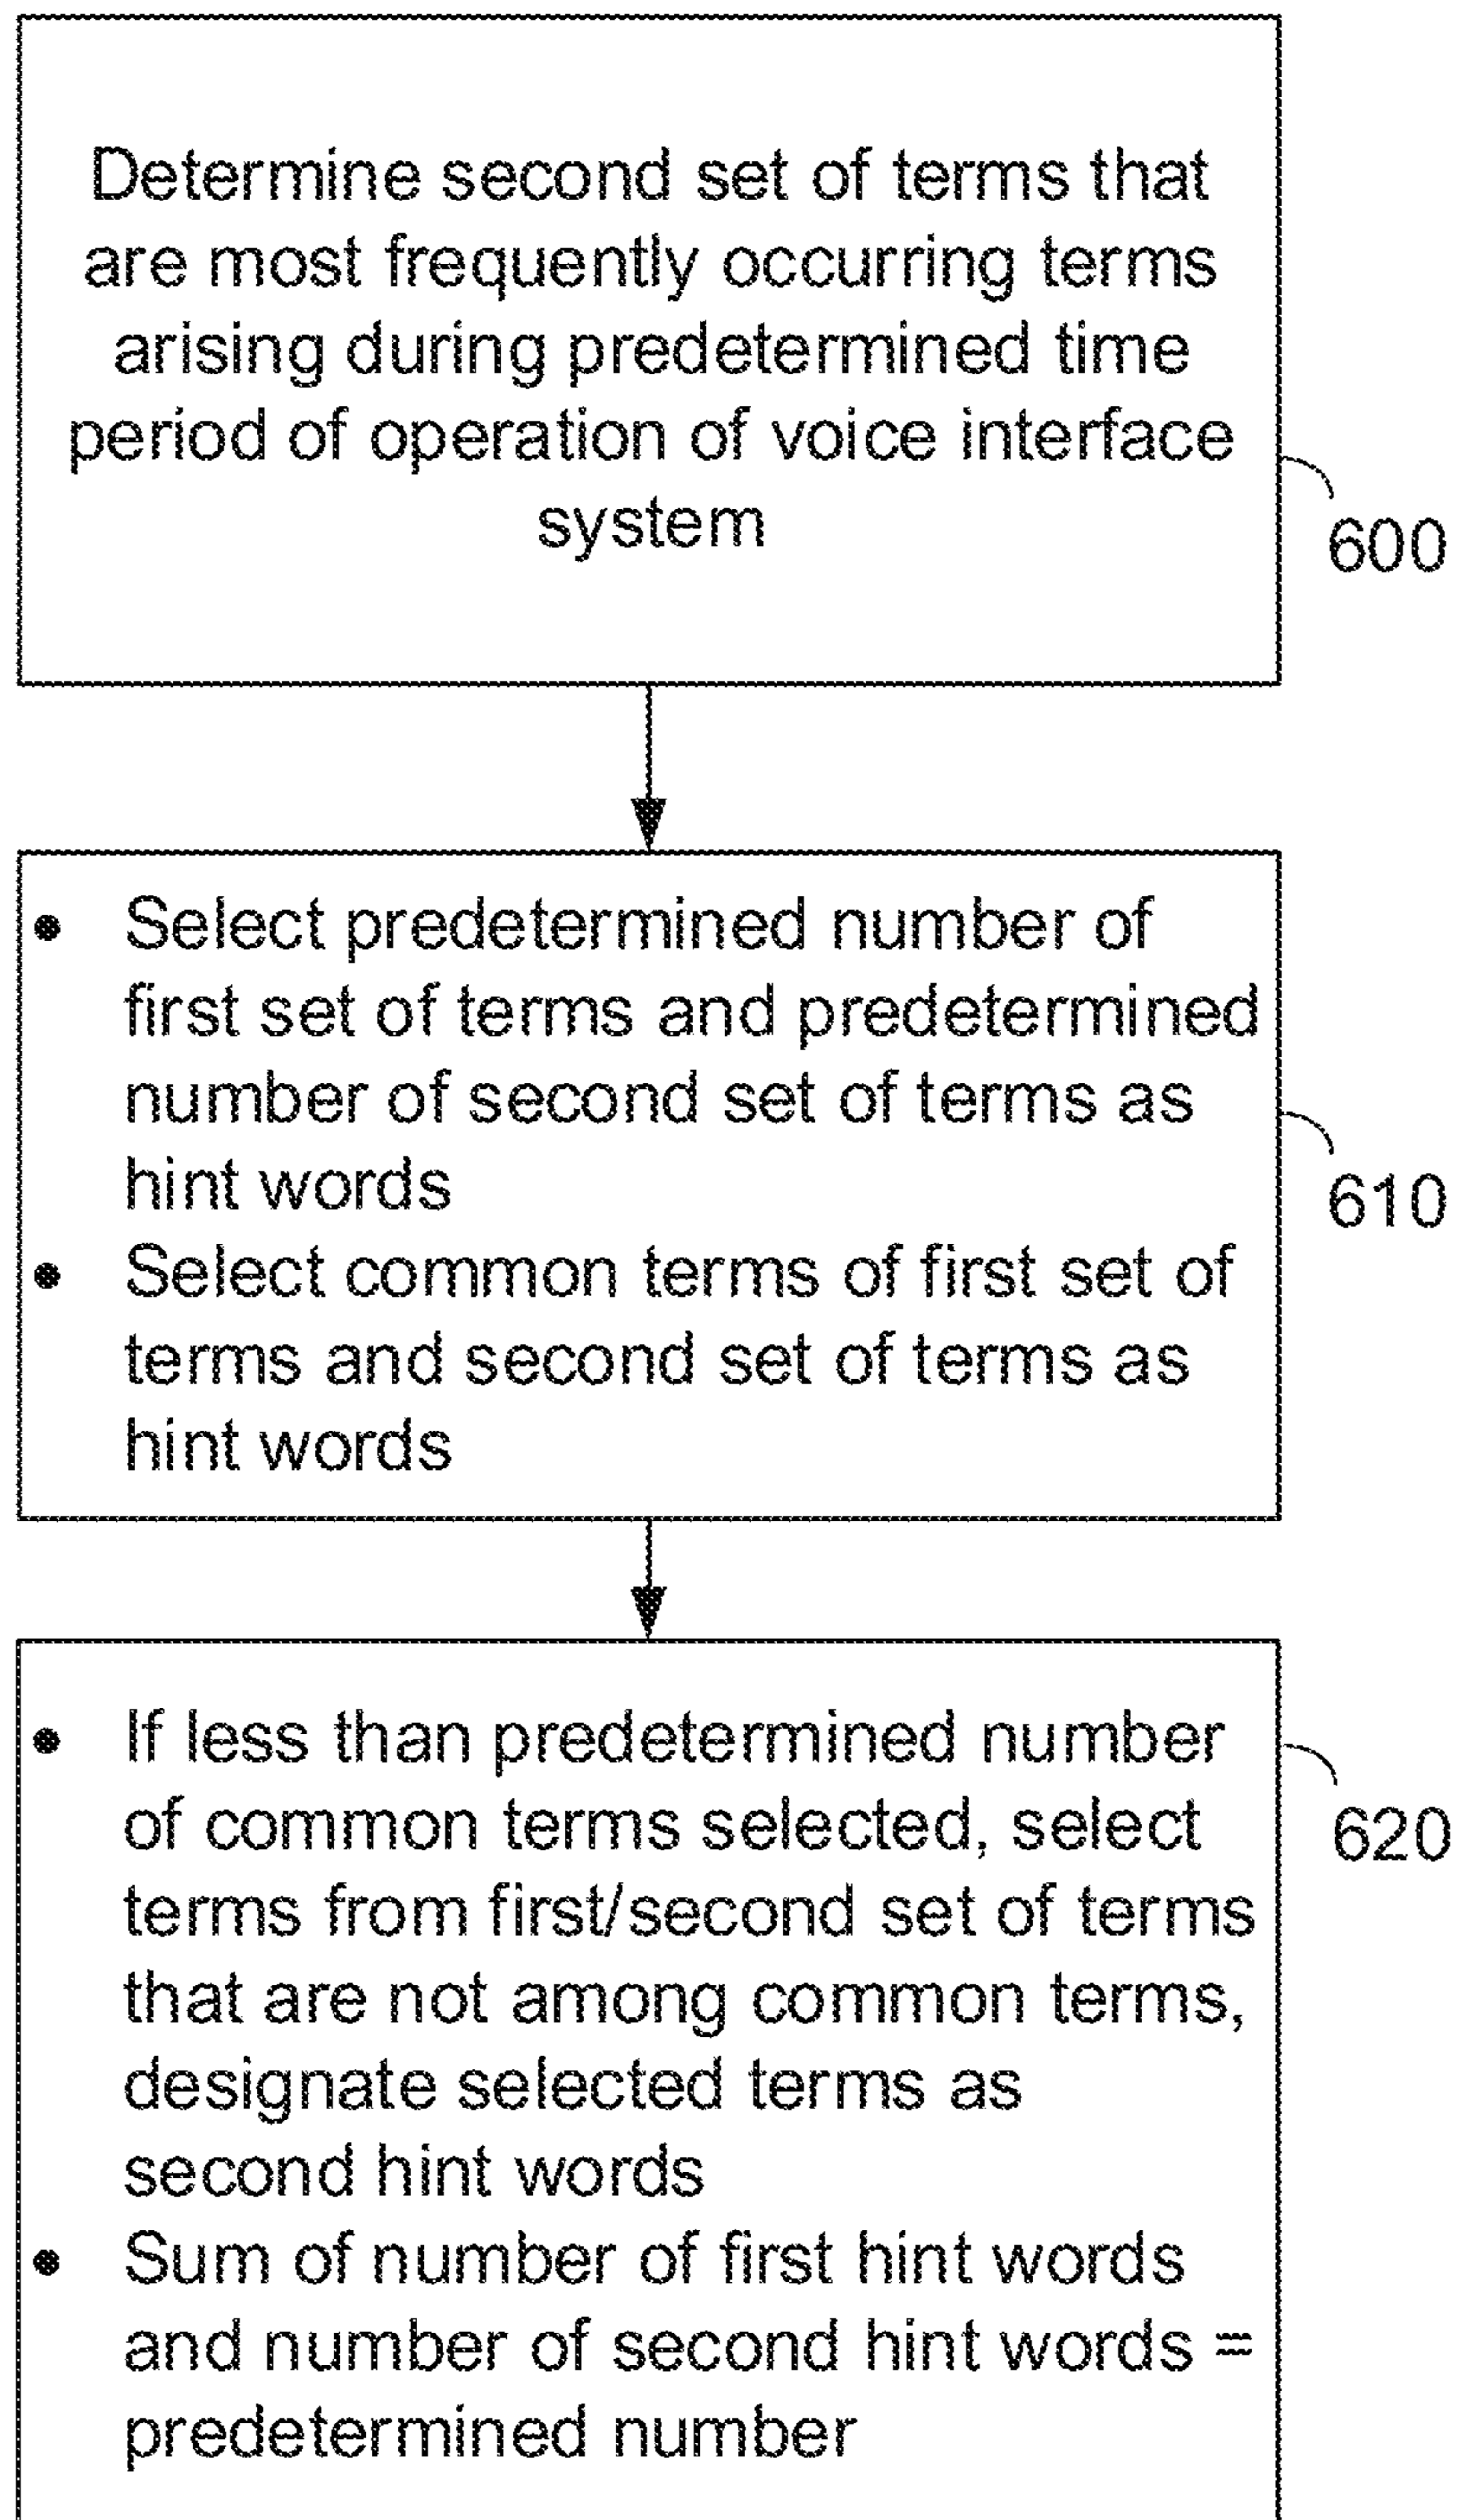 Determine second set of terms that
are most frequently occurring terms
arising during predetermined time
period of operation of voice interface
system
600
• Select predetermined number of
first set of terms and predetermined
number of second set of terms as
hint words
• Select common terms of first set of
terms and second set of terms as
hint words
610
• If less than predetermined number
of common terms selected, select
terms from first/second set of terms
that are not among common terms,
designate selected terms as
second hint words
• Sum of number of first hint words
and number of second hint words =
predetermined number
620